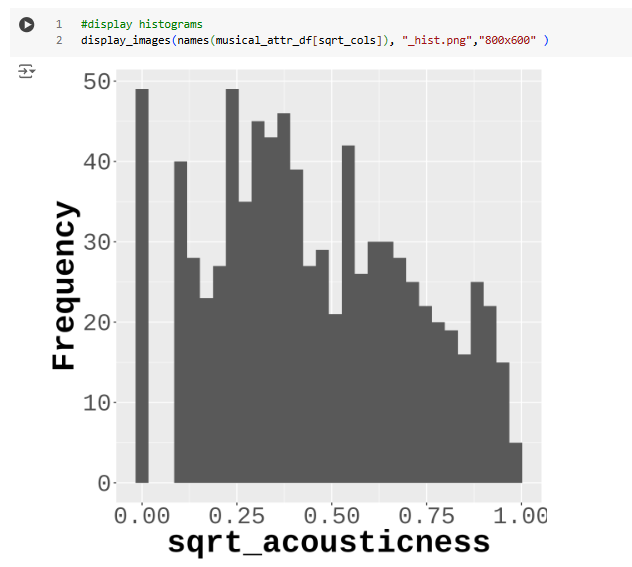 1 #display histograms
2 display_images(names(musical_attr_df[sqrt_cols]), "_hist.png","800x600" )
50
40
30
20
10
0
Frequency
0.00 0.25 0.50 0.75 1.00
sqrt_acousticness